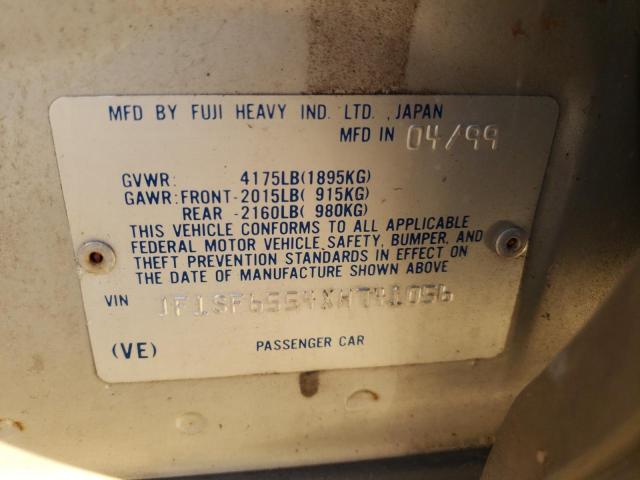 MFD BY FUJI HEAVY IND. LTD., JAPAN
MFD IN 04/99
GVWR: 4175LB(1895KG)
GAWR:FRONT-2015LB( 915KG)
REAR -2160LB( 980KG)
THIS VEHICLE CONFORMS TO ALL APPLICABLE
FEDERAL MOTOR VEHICLE SAFETY, BUMPER, AND
THEFT PREVENTION STANDARDS IN EFFECT ON
THE DATE OF MANUFACTURE SHOWN ABOVE
VIN JF1SF6554XH741056
(VE) PASSENGER CAR